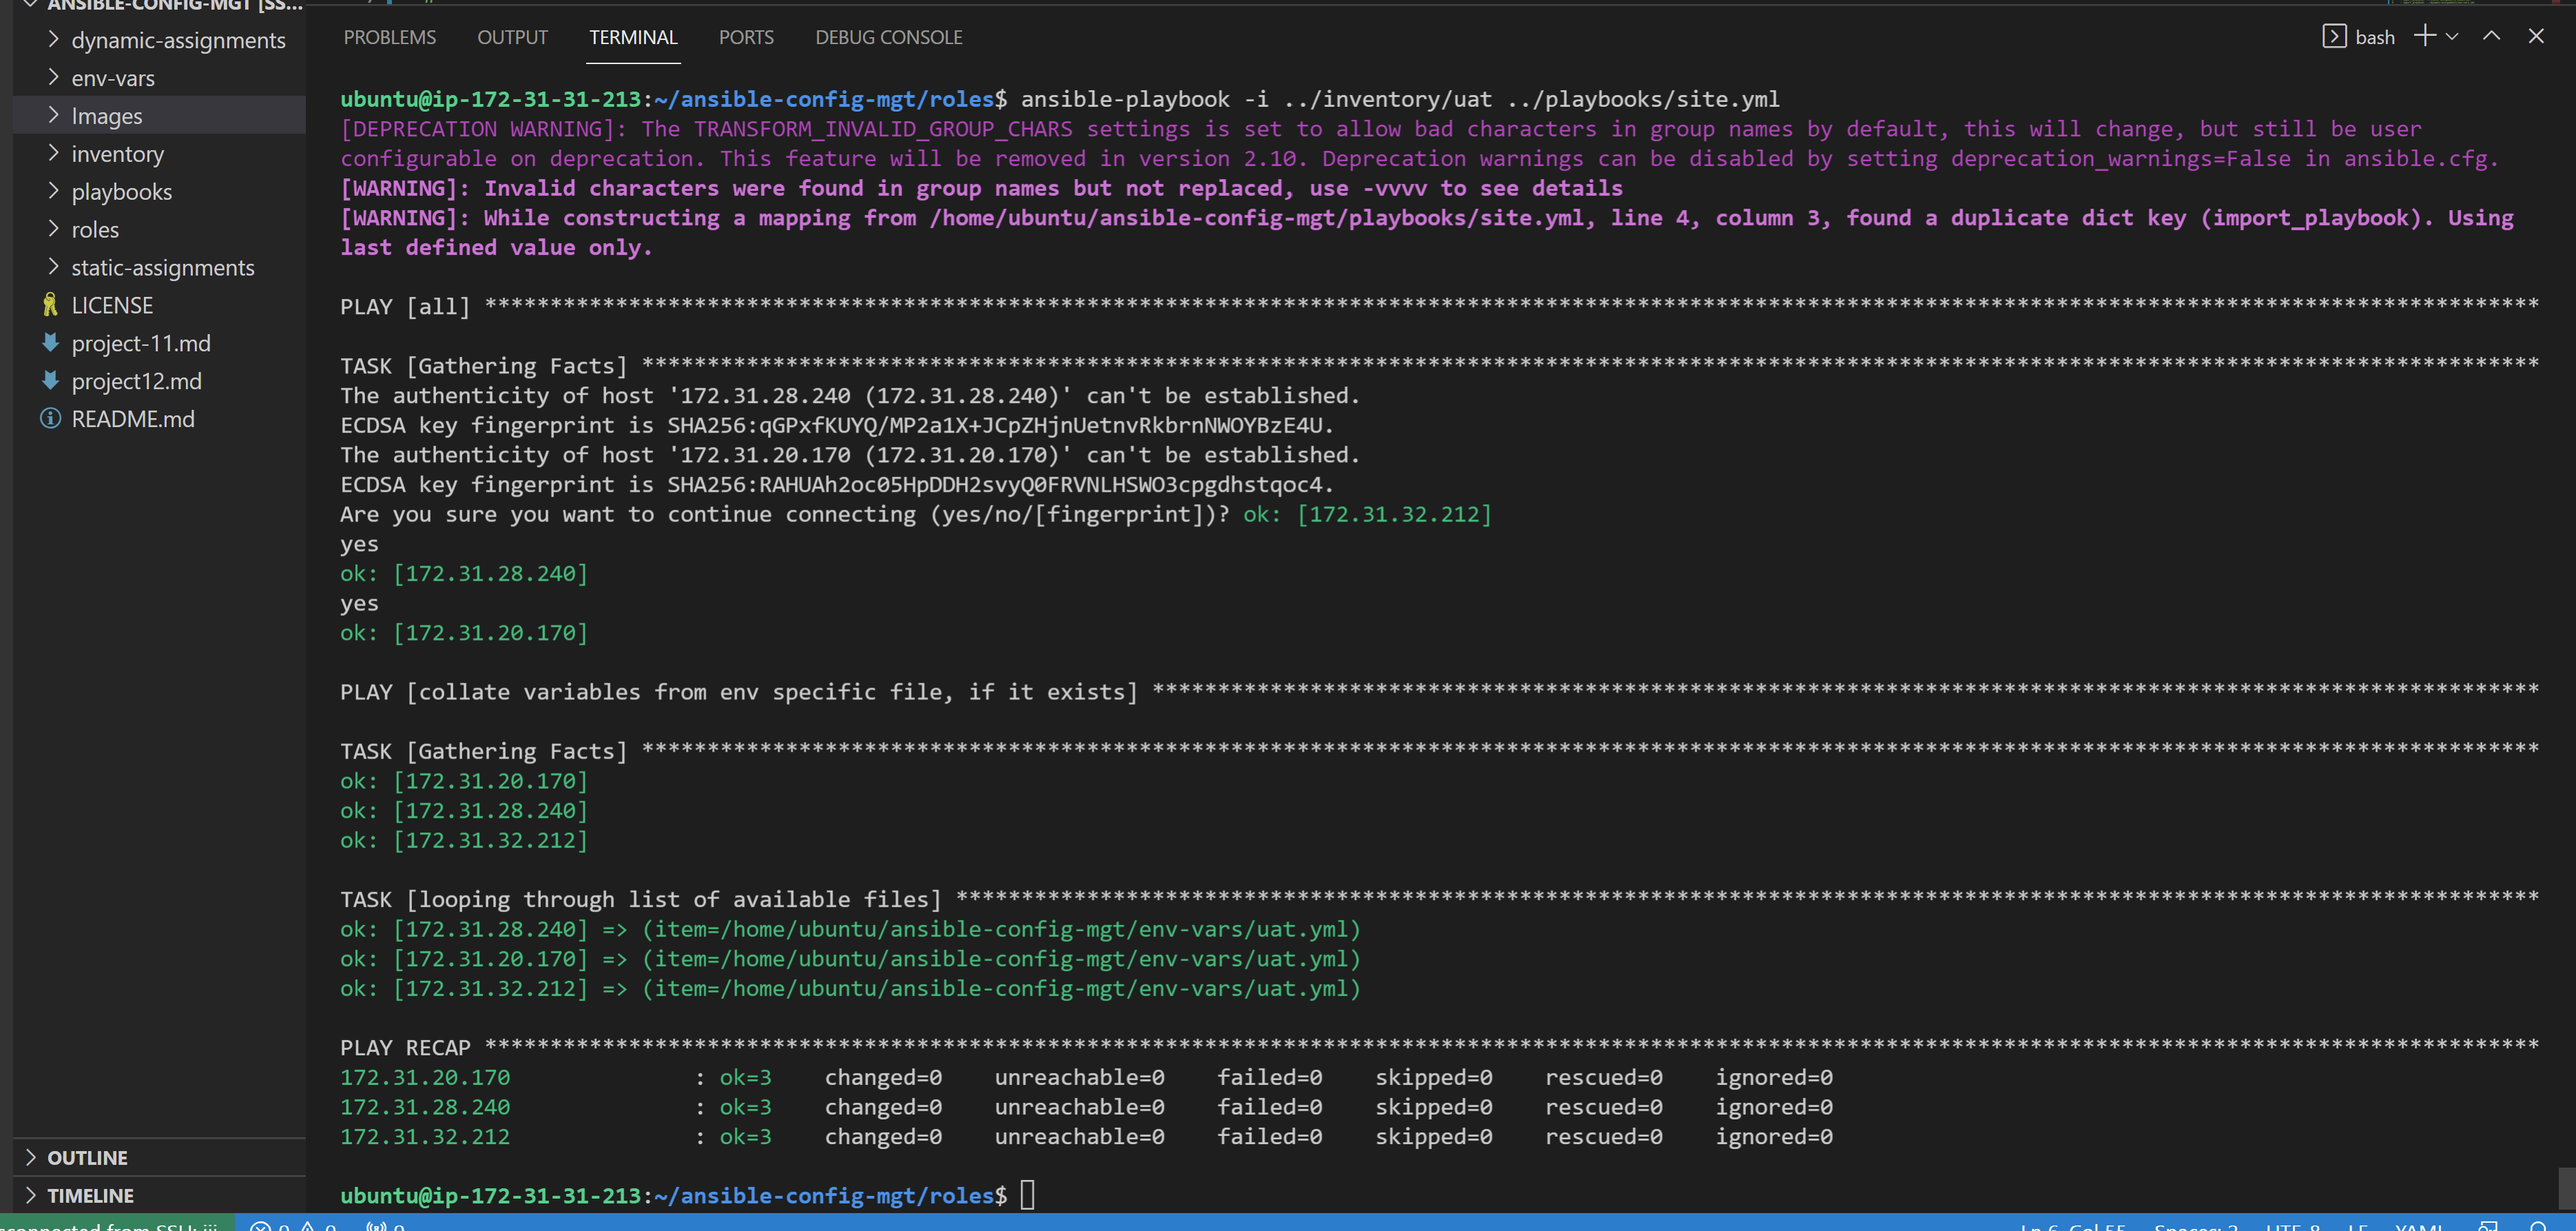 ANSIBLE-CONFIG-MGT [SS...
dynamic-assignments
env-vars
Images
inventory
playbooks
roles
static-assignments
LICENSE
project-11.md
project12.md
README.md
OUTLINE
TIMELINE
PROBLEMS OUTPUT TERMINAL PORTS DEBUG CONSOLE
bash
ubuntu@ip-172-31-31-213:~/ansible-config-mgt/roles$ ansible-playbook -i ../inventory/uat ../playbooks/site.yml
[DEPRECATION WARNING]: The TRANSFORM_INVALID_GROUP_CHARS settings is set to allow bad characters in group names by default, this will change, but still be user
configurable on deprecation. This feature will be removed in version 2.10. Deprecation warnings can be disabled by setting deprecation_warnings=False in ansible.cfg.
[WARNING]: Invalid characters were found in group names but not replaced, use -vvvv to see details
[WARNING]: While constructing a mapping from /home/ubuntu/ansible-config-mgt/playbooks/site.yml, line 4, column 3, found a duplicate dict key (import_playbook). Using
last defined value only.
PLAY [all] *****************************************************************************************************************************************************************
TASK [Gathering Facts] *****************************************************************************************************************************************************
The authenticity of host '172.31.28.240 (172.31.28.240)' can't be established.
ECDSA key fingerprint is SHA256:qGPxfKUYQ/MP2a1X+JCpZHjnUetnvRkbrnNWOYBzE4U.
The authenticity of host '172.31.20.170 (172.31.20.170)' can't be established.
ECDSA key fingerprint is SHA256:RAHUAh2oc05HpDDH2svyQ0FRVNLHSWO3cpgdhstqoc4.
Are you sure you want to continue connecting (yes/no/[fingerprint])? ok: [172.31.32.212]
yes
ok: [172.31.28.240]
yes
ok: [172.31.20.170]
PLAY [collate variables from env specific file, if it exists] **********************************************************************************************************
TASK [Gathering Facts] *****************************************************************************************************************************************************
ok: [172.31.20.170]
ok: [172.31.28.240]
ok: [172.31.32.212]
TASK [looping through list of available files] *************************************************************************************************************************
ok: [172.31.28.240] => (item=/home/ubuntu/ansible-config-mgt/env-vars/uat.yml)
ok: [172.31.20.170] => (item=/home/ubuntu/ansible-config-mgt/env-vars/uat.yml)
ok: [172.31.32.212] => (item=/home/ubuntu/ansible-config-mgt/env-vars/uat.yml)
PLAY RECAP *****************************************************************************************************************************************************************
172.31.20.170 : ok=3 changed=0 unreachable=0 failed=0 skipped=0 rescued=0 ignored=0
172.31.28.240 : ok=3 changed=0 unreachable=0 failed=0 skipped=0 rescued=0 ignored=0
172.31.32.212 : ok=3 changed=0 unreachable=0 failed=0 skipped=0 rescued=0 ignored=0
ubuntu@ip-172-31-31-213:~/ansible-config-mgt/roles$